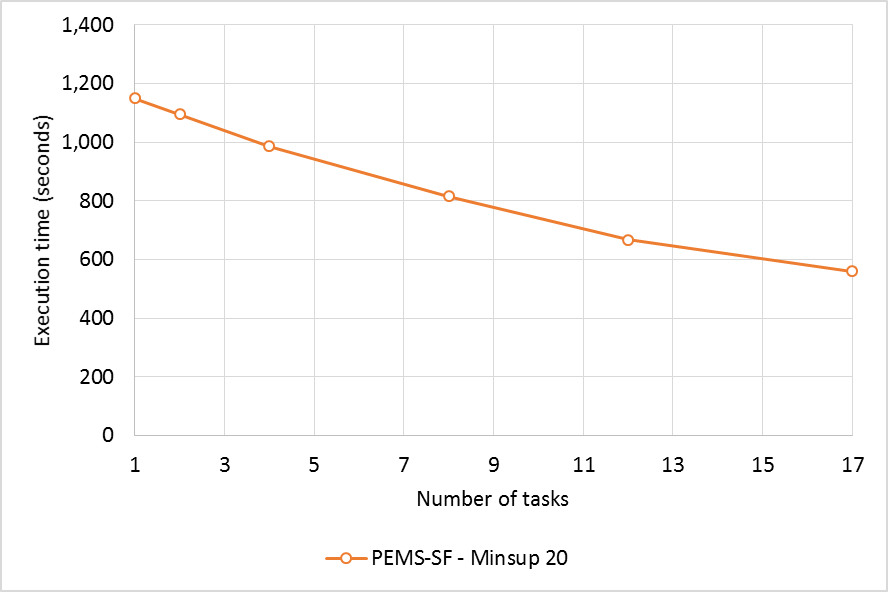 1,400
1,200
1,000
800
600
400
200
0
Execution time (seconds)
1 3 5 7 9 11 13 15 17
Number of tasks
PEMS-SF - Minsup 20